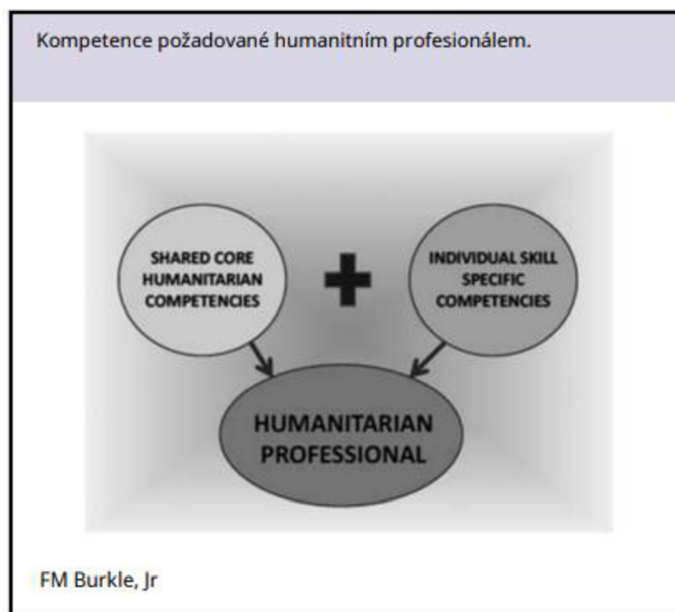 Kompetence požadované humanitním profesionálem.
SHARED CORE
HUMANITARIAN
COMPETENCIES
INDIVIDUAL SKILL
SPECIFIC
COMPETENCIES
HUMANITARIAN
PROFESSIONAL
FM Burkle, Jr